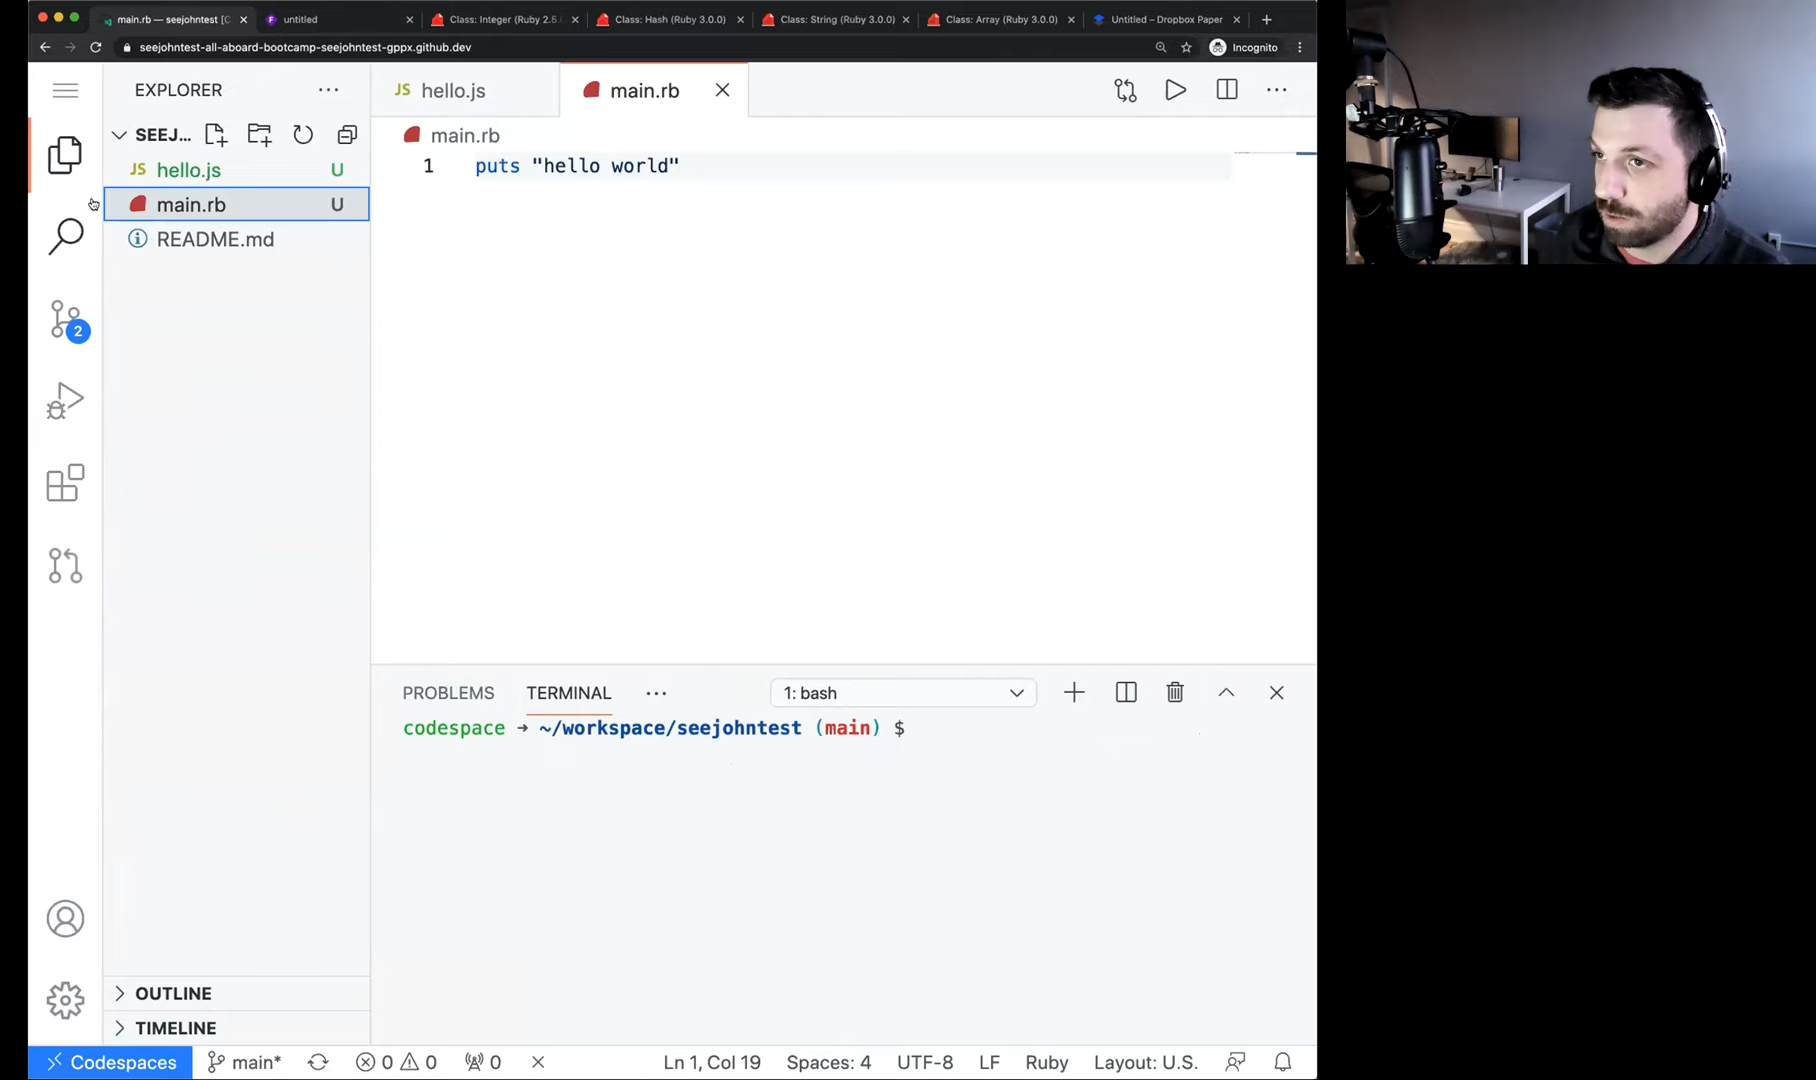 main.rb — seejohntest [C
untitled
Class: Integer (Ruby 2.5.
Class: Hash (Ruby 3.0.0)
Class: String (Ruby 3.0.0)
Class: Array (Ruby 3.0.0)
Untitled – Dropbox Paper
seejohntest-all-aboard-bootcamp-seejohntest-gppx.github.dev
Incognito
EXPLORER
SEEJ...
JS hello.js U
main.rb U
README.md
2
OUTLINE
TIMELINE
JS hello.js
main.rb
main.rb
1 puts "hello world"
PROBLEMS
TERMINAL
1: bash
codespace ➜ ~/workspace/seejohntest (main) $
Codespaces
main*
0
0
0
Ln 1, Col 19
Spaces: 4
UTF-8
LF
Ruby
Layout: U.S.